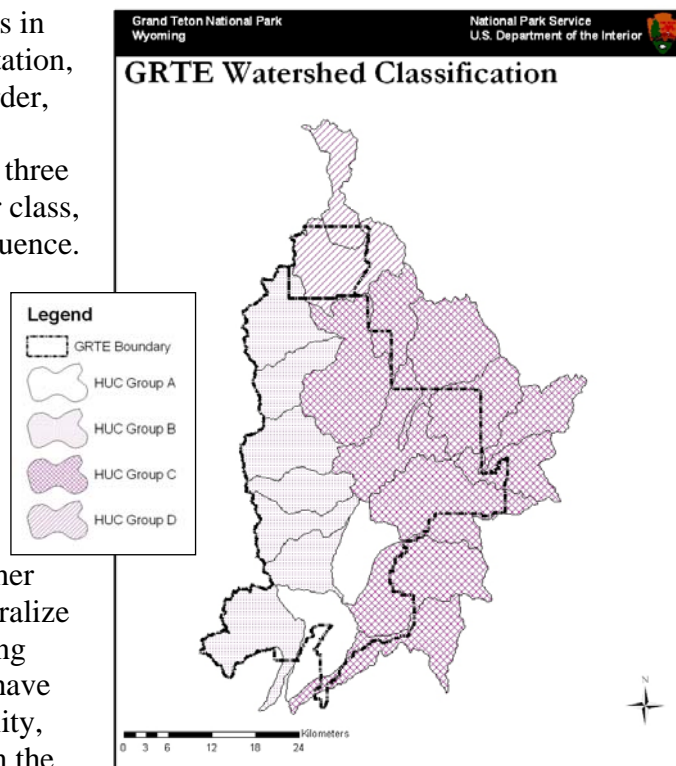 s in
ation,
rder,
three
r class,
uence.
Grand Teton National Park
Wyoming
National Park Service
U.S. Department of the Interior
GRTE Watershed Classification
Legend
GRTE Boundary
HUC Group A
HUC Group B
HUC Group C
HUC Group D
her
ralize
ng
have
lity,
n the
N
Kilometers
0 3 6 12 18 24